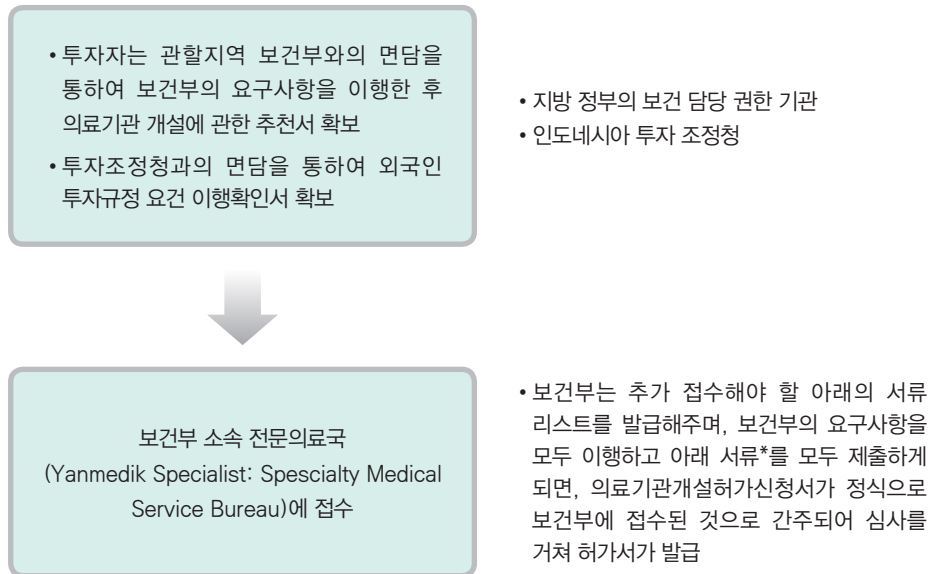 • 투자자는 관할지역 보건부와의 면담을
통하여 보건부의 요구사항을 이행한 후
의료기관 개설에 관한 추천서 확보
• 투자조정청과의 면담을 통하여 외국인
투자규정 요건 이행확인서 확보
• 지방 정부의 보건 담당 권한 기관
• 인도네시아 투자 조정청
보건부 소속 전문의료국
(Yanmedik Specialist: Spescialty Medical
Service Bureau)에 접수
• 보건부는 추가 접수해야 할 아래의 서류
리스트를 발급해주며, 보건부의 요구사항을
모두 이행하고 아래 서류*를 모두 제출하게
되면, 의료기관개설허가신청서가 정식으로
보건부에 접수된 것으로 간주되어 심사를
거쳐 허가서가 발급